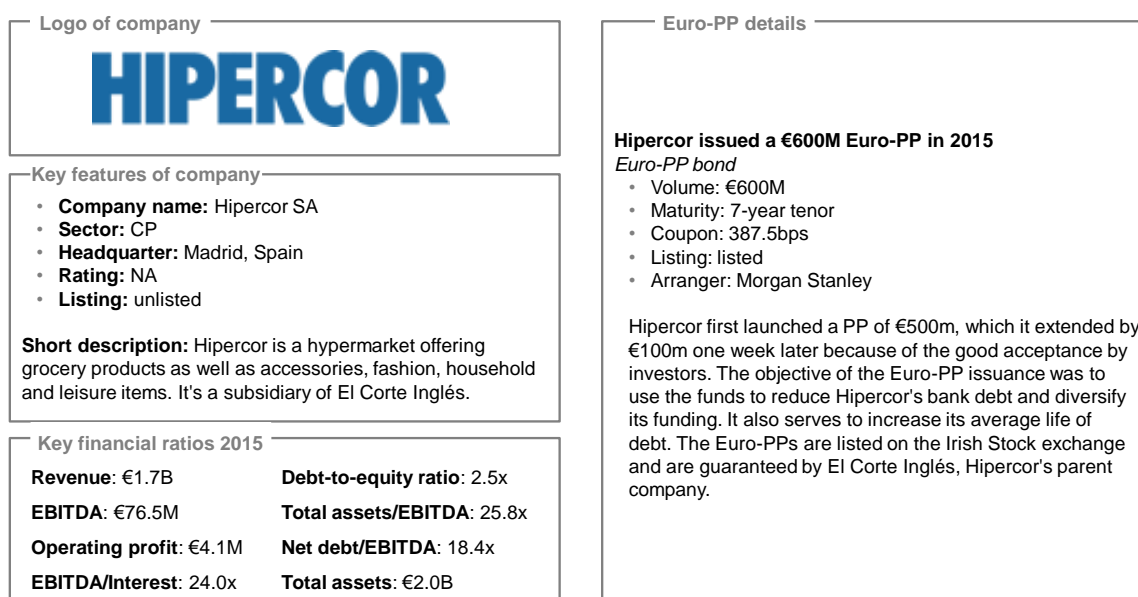 Logo of company
HIPERCOR
Key features of company
• Company name: Hipercor SA
• Sector: CP
• Headquarter: Madrid, Spain
• Rating: NA
• Listing: unlisted
Short description: Hipercor is a hypermarket offering
grocery products as well as accessories, fashion, household
and leisure items. It's a subsidiary of El Corte Inglés.
Key financial ratios 2015
Revenue: €1.7B Debt-to-equity ratio: 2.5x
EBITDA: €76.5M Total assets/EBITDA: 25.8x
Operating profit: €4.1M Net debt/EBITDA: 18.4x
EBITDA/Interest: 24.0x Total assets: €2.0B
Euro-PP details
Hipercor issued a €600M Euro-PP in 2015
Euro-PP bond
• Volume: €600M
• Maturity: 7-year tenor
• Coupon: 387.5bps
• Listing: listed
• Arranger: Morgan Stanley
Hipercor first launched a PP of €500m, which it extended by
€100m one week later because of the good acceptance by
investors. The objective of the Euro-PP issuance was to
use the funds to reduce Hipercor's bank debt and diversify
its funding. It also serves to increase its average life of
debt. The Euro-PPs are listed on the Irish Stock exchange
and are guaranteed by El Corte Inglés, Hipercor's parent
company.